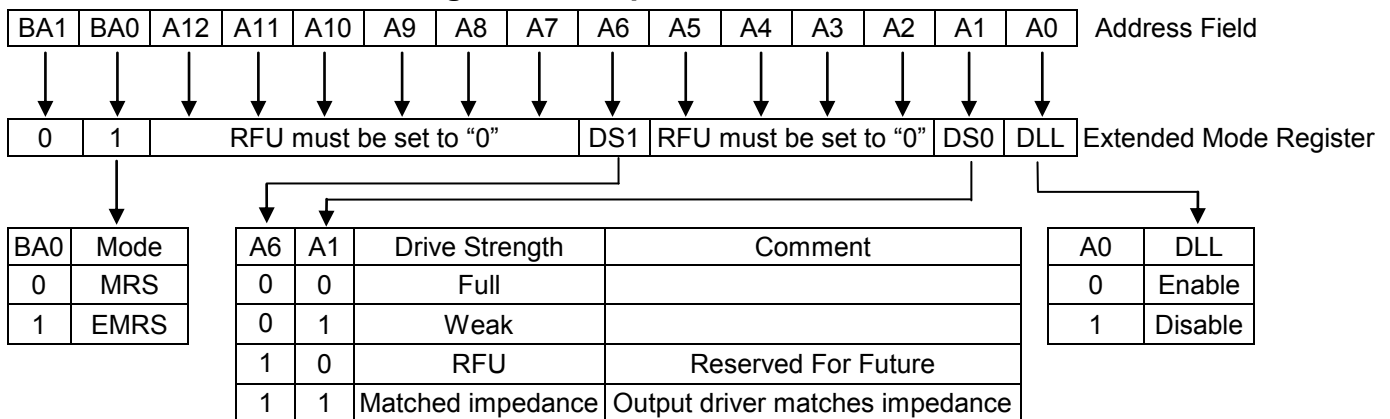 BA1 BA0 A12 A11 A10 A9 A8 A7 A6 A5 A4 A3 A2 A1 A0 Address Field
0 1 RFU must be set to “0” DS1 RFU must be set to “0” DS0 DLL Extended Mode Register
BA0 Mode A6 A1 Drive Strength Comment A0 DLL
0 MRS 0 0 Full 0 Enable
1 EMRS 0 1 Weak 1 Disable
1 0 RFU Reserved For Future
1 1 Matched impedance Output driver matches impedance